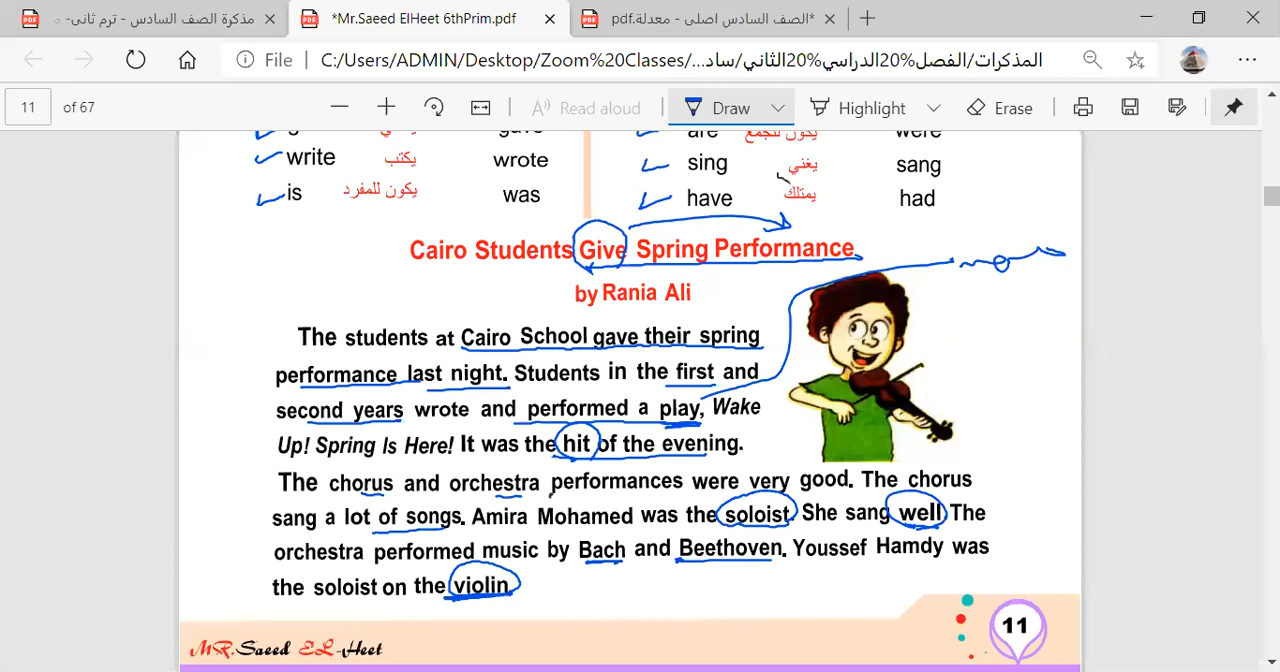 مذكرة الصف السادس - ترم ثانى-
*Mr.Saeed ElHeet 6thPrim.pdf
*الصف السادس اصلى - معدلة.pdf
File C:/Users/ADMIN/Desktop/Zoom%20Classes/المذكرات/الفصل%20الدراسي%20الثاني/ساد...
11 of 67 Read aloud Draw Highlight Erase
are يكون للجمع were
write يكتب wrote sing يغني sang
is يكون للمفرد was have يمتلك had
Cairo Students Give Spring Performance
by Rania Ali
The students at Cairo School gave their spring
performance last night. Students in the first and
second years wrote and performed a play, Wake
Up! Spring Is Here! It was the hit of the evening.
The chorus and orchestra performances were very good. The chorus
sang a lot of songs. Amira Mohamed was the soloist. She sang well The
orchestra performed music by Bach and Beethoven. Youssef Hamdy was
the soloist on the violin
MR.Saeed EL-Heet
11